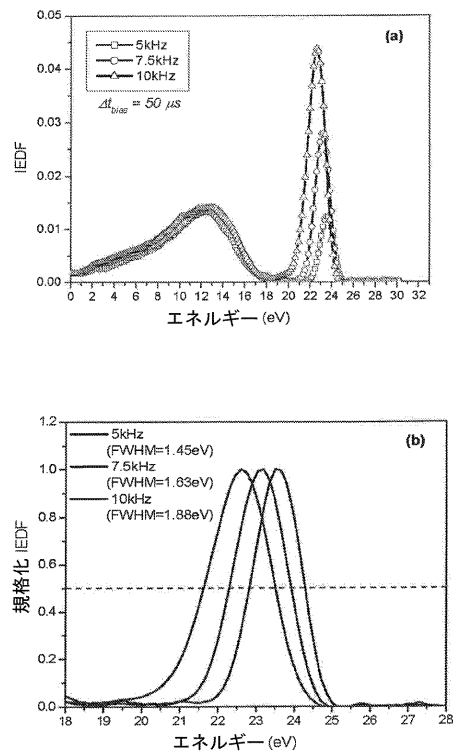 (a)
5kHz
7.5kHz
10kHz
Δt_bias = 50 μs
IEDF
0.05
0.04
0.03
0.02
0.01
0.00
0 2 4 6 8 10 12 14 16 18 20 22 24 26 28 30 32
エネルギー (eV)
(b)
5kHz
(FWHM=1.45eV)
7.5kHz
(FWHM=1.63eV)
10kHz
(FWHM=1.88eV)
規格化 IEDF
1.2
1.0
0.8
0.6
0.4
0.2
0.0
18 19 20 21 22 23 24 25 26 27 28
エネルギー (eV)